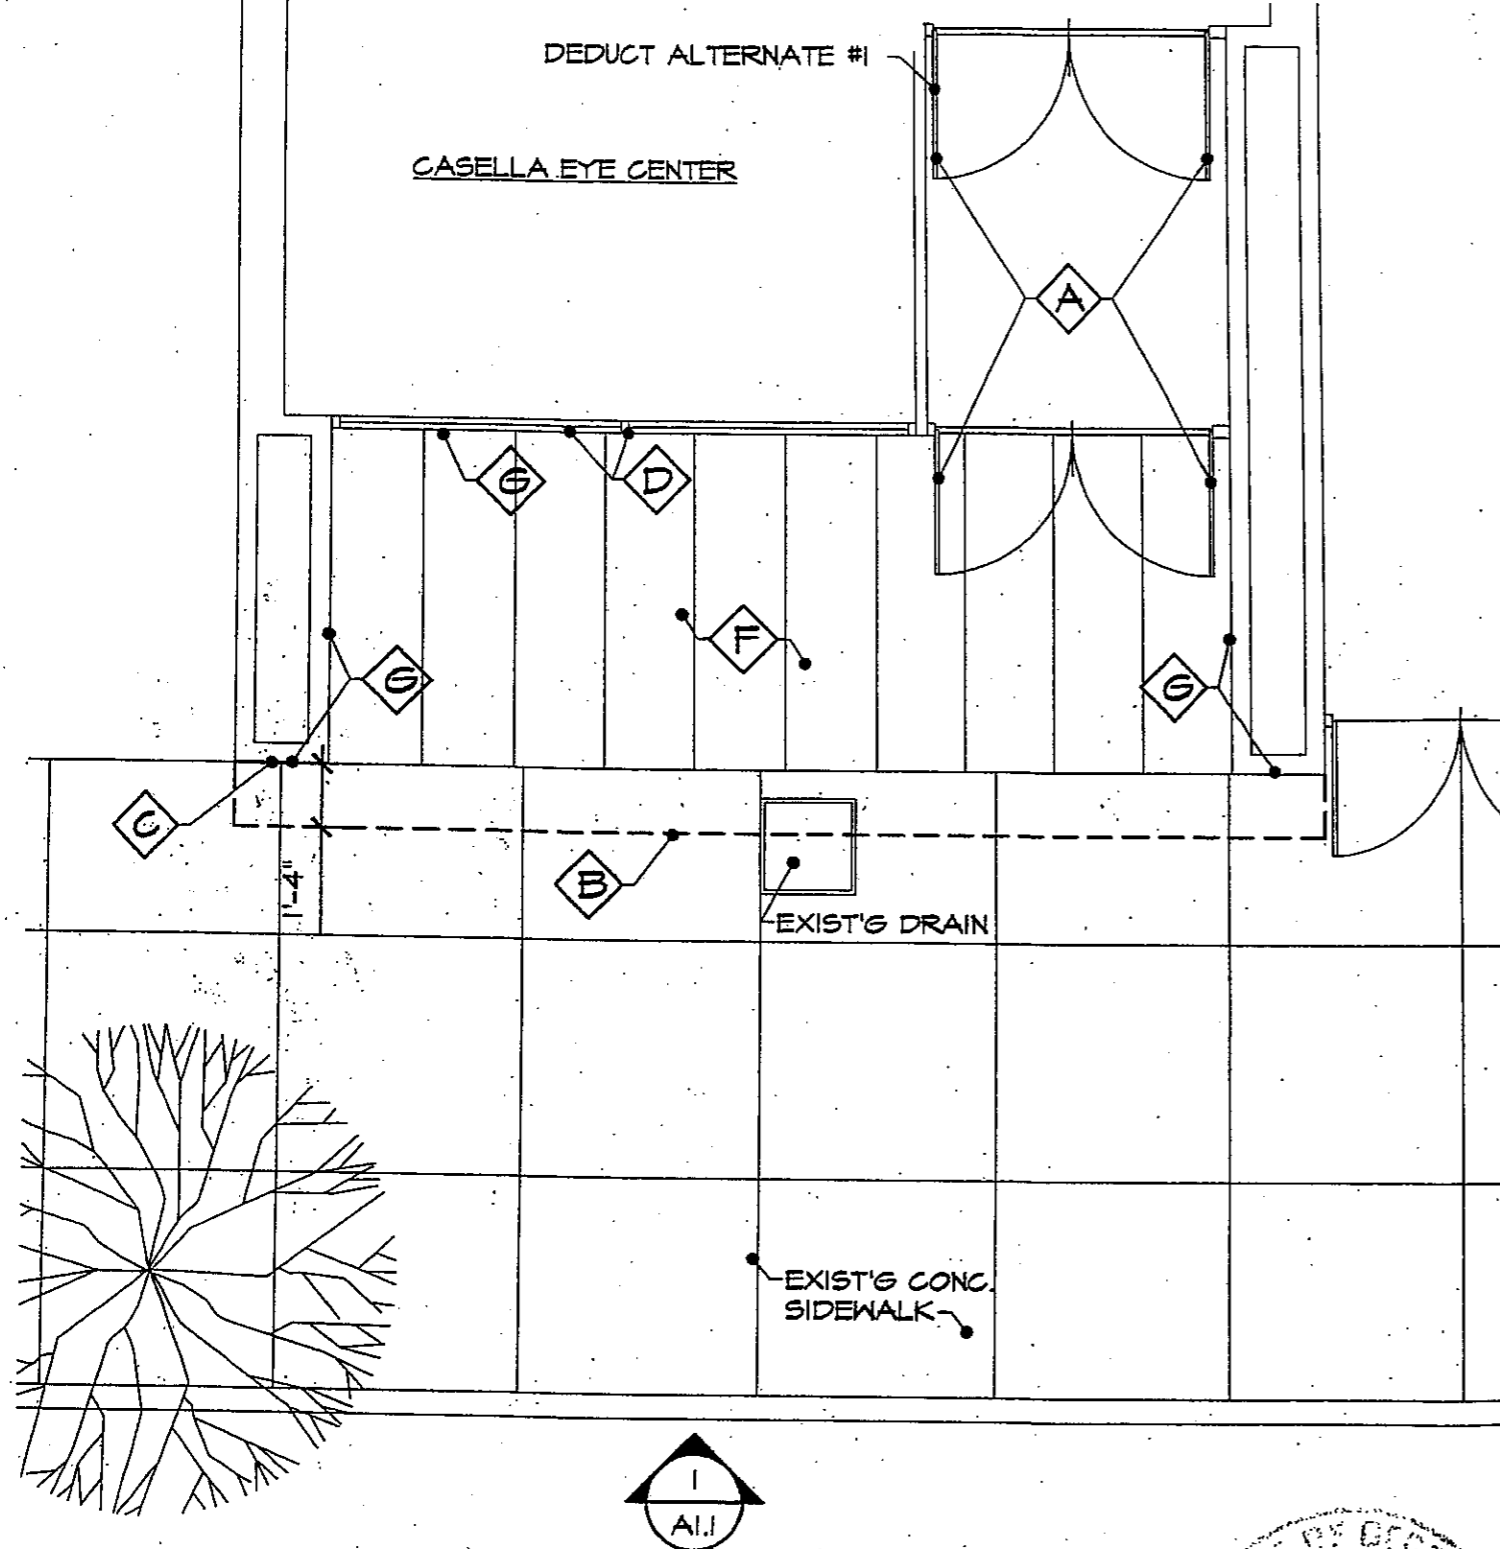 DEDUCT ALTERNATE #1
CASELLA EYE CENTER
A
G
D
F
G
G
C
1'-4"
B
EXIST'G DRAIN
EXIST'G CONC.
SIDEWALK
1
A1.1